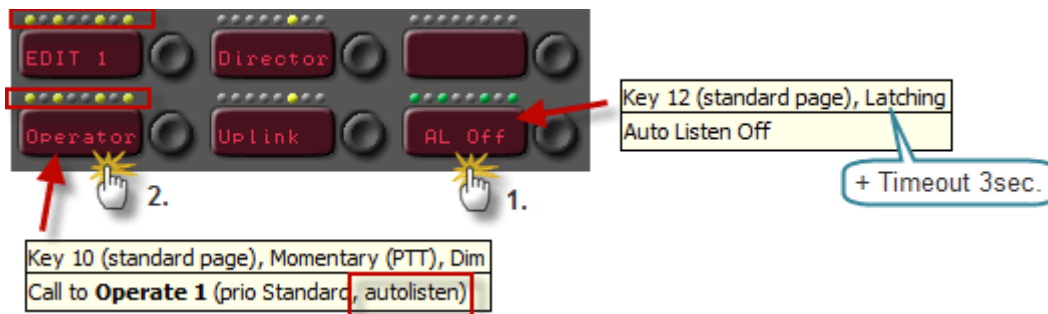 EDIT 1
Director
Operator
Uplink
AL Off
2.
1.
Key 12 (standard page), Latching
Auto Listen Off
+ Timeout 3sec.
Key 10 (standard page), Momentary (PTT), Dim
Call to Operate 1 (prio Standard, autolisten)